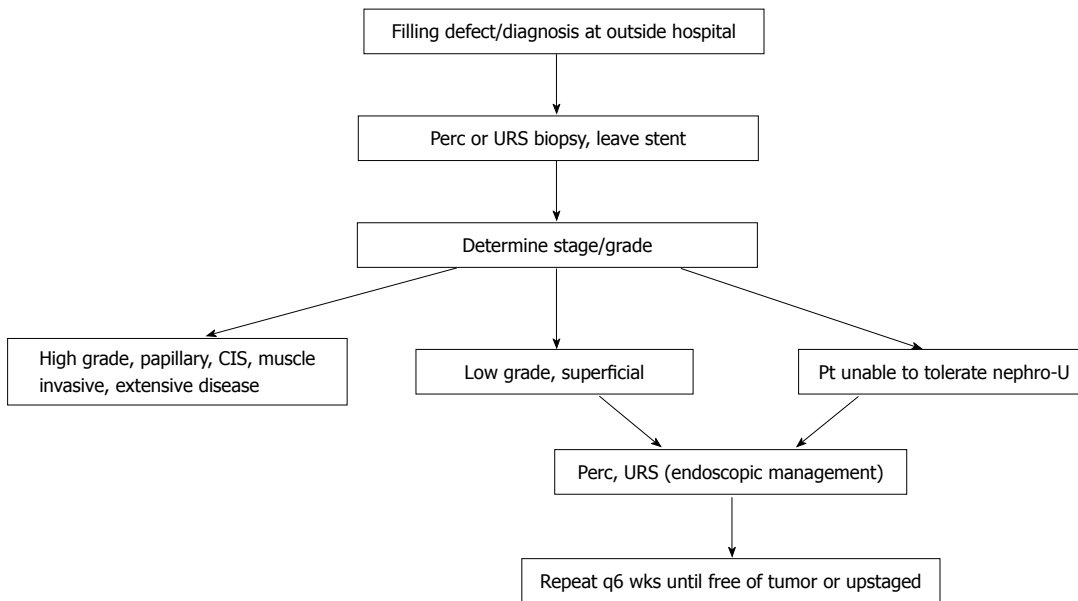 Filling defect/diagnosis at outside hospital
Perc or URS biopsy, leave stent
Determine stage/grade
High grade, papillary, CIS, muscle
invasive, extensive disease
Low grade, superficial
Pt unable to tolerate nephro-U
Perc, URS (endoscopic management)
Repeat q6 wks until free of tumor or upstaged